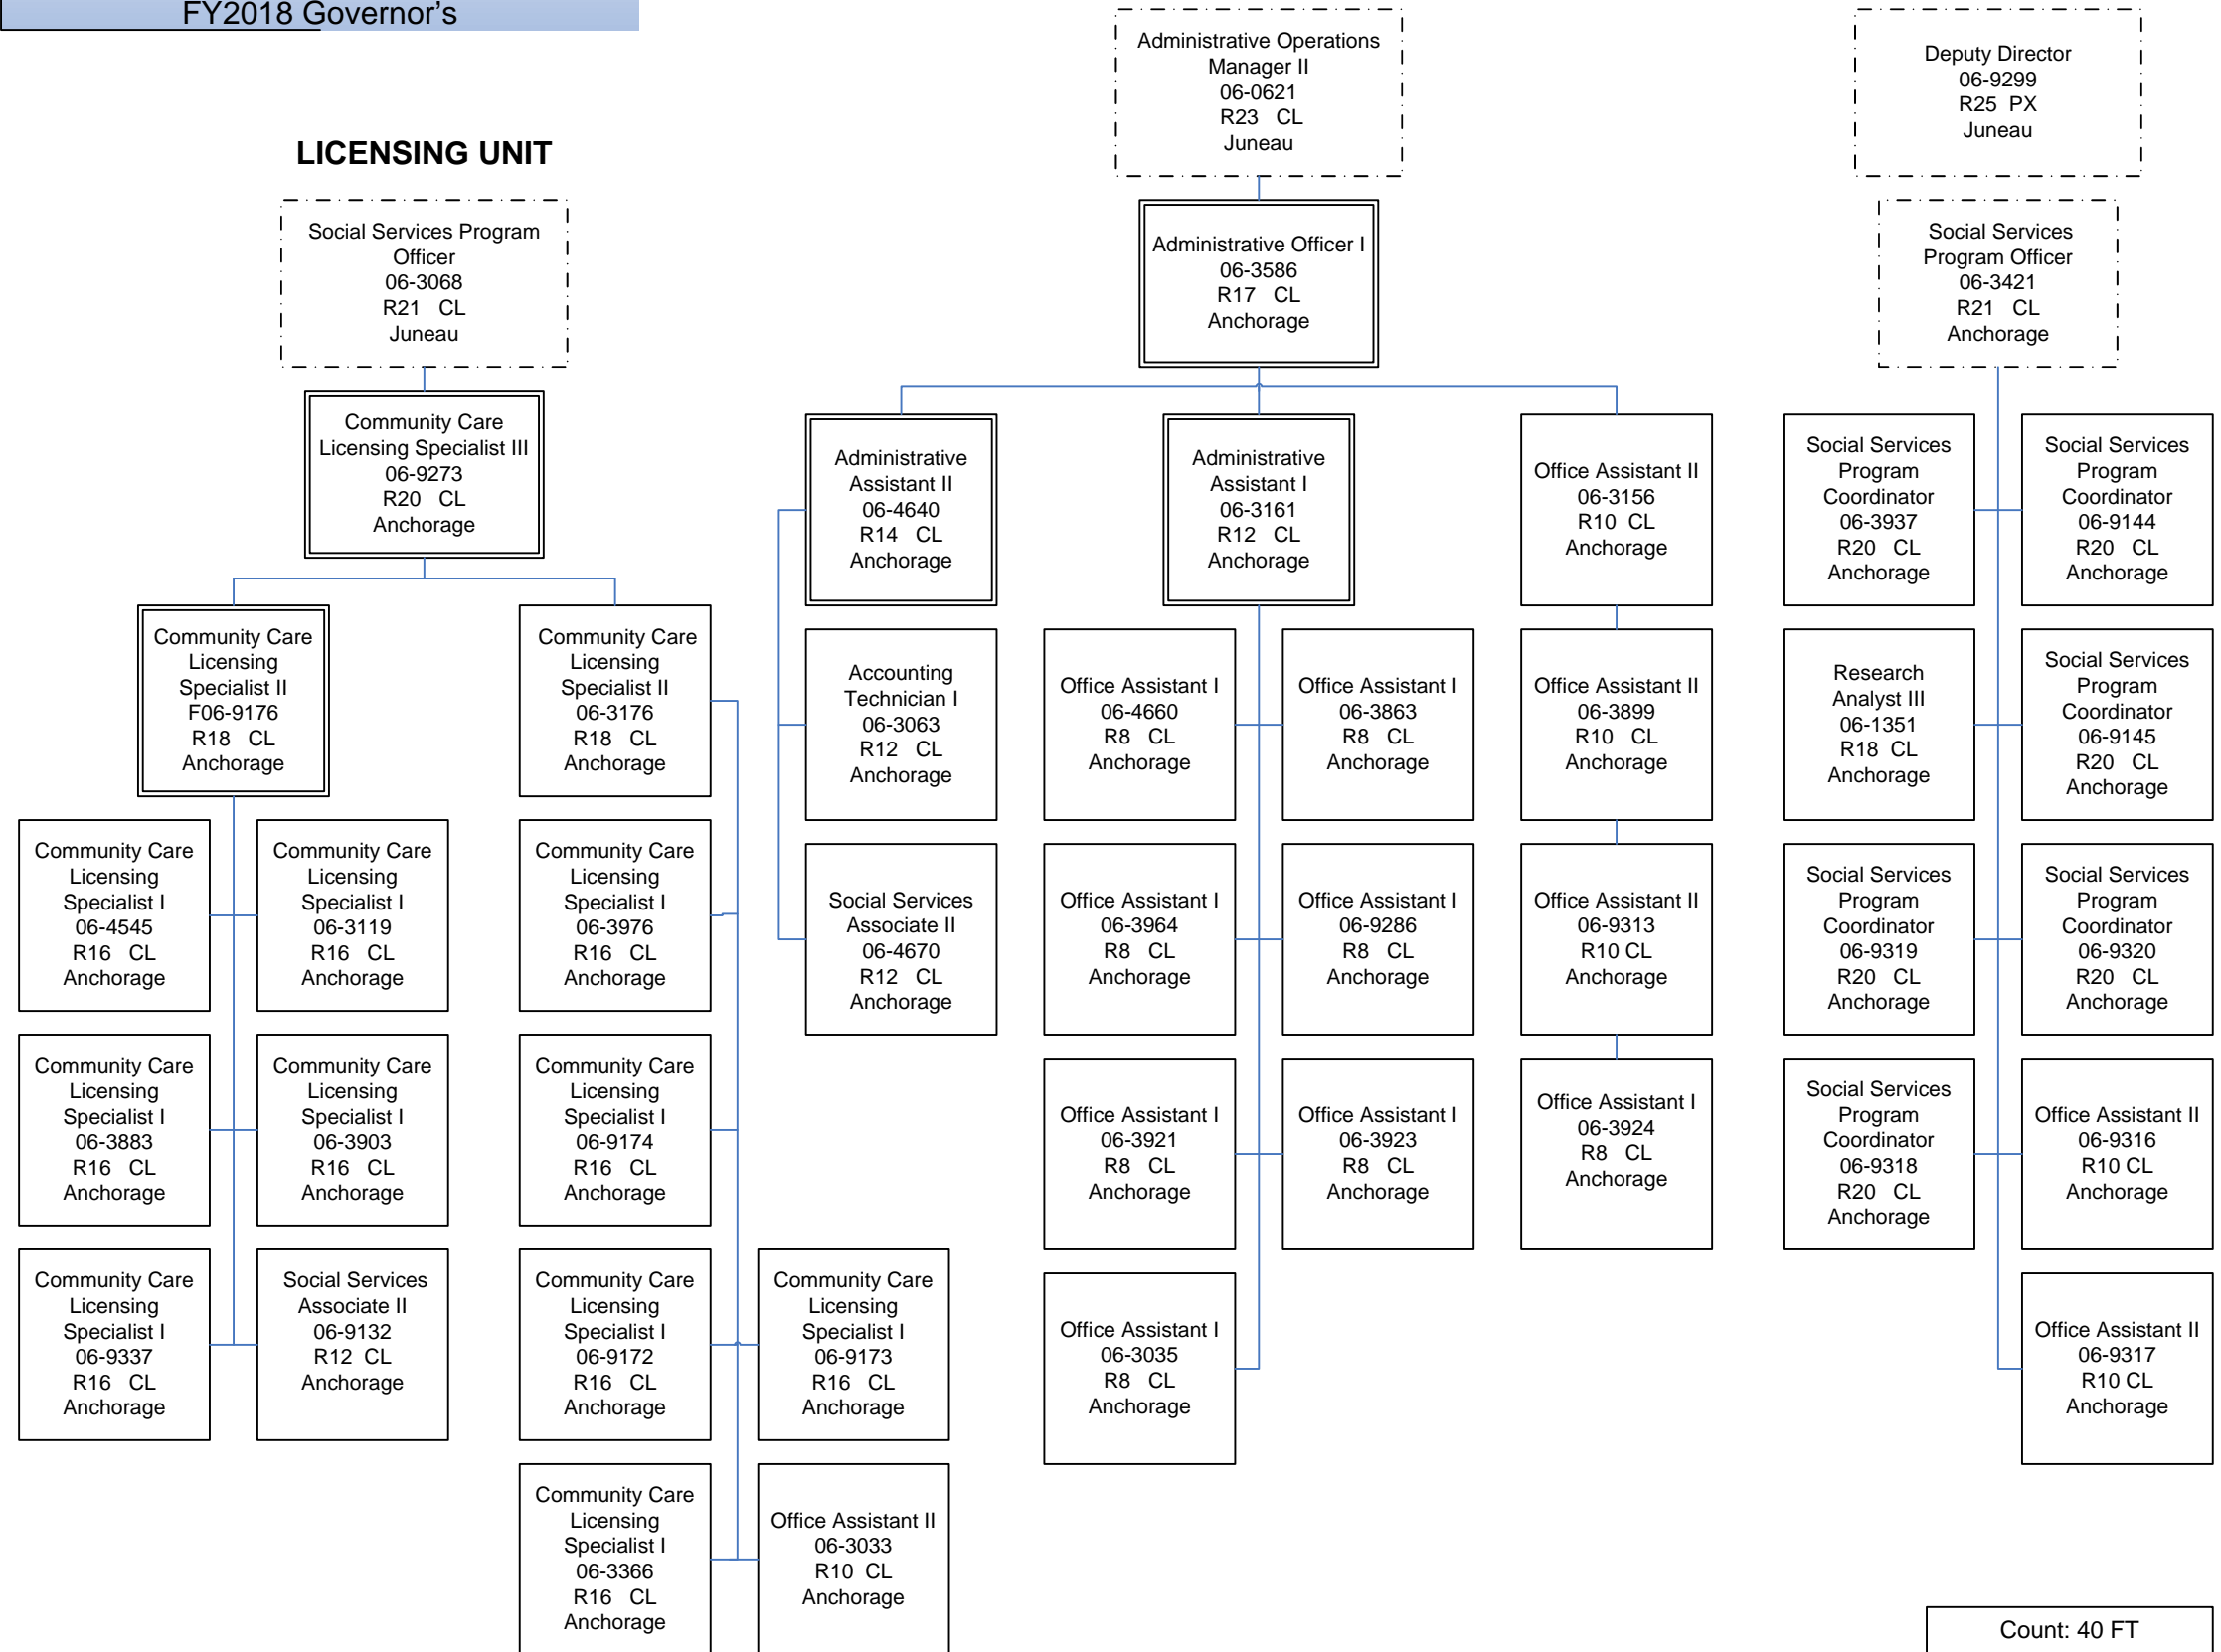 FY2018 Governor's
LICENSING UNIT
Social Services Program
Officer
06-3068
R21 CL
Juneau
Community Care
Licensing Specialist III
06-9273
R20 CL
Anchorage
Community Care
Licensing
Specialist II
F06-9176
R18 CL
Anchorage
Community Care
Licensing
Specialist II
06-3176
R18 CL
Anchorage
Community Care
Licensing
Specialist I
06-4545
R16 CL
Anchorage
Community Care
Licensing
Specialist I
06-3119
R16 CL
Anchorage
Community Care
Licensing
Specialist I
06-3883
R16 CL
Anchorage
Community Care
Licensing
Specialist I
06-3903
R16 CL
Anchorage
Community Care
Licensing
Specialist I
06-9337
R16 CL
Anchorage
Social Services
Associate II
06-9132
R12 CL
Anchorage
Community Care
Licensing
Specialist I
06-3976
R16 CL
Anchorage
Community Care
Licensing
Specialist I
06-9174
R16 CL
Anchorage
Community Care
Licensing
Specialist I
06-9172
R16 CL
Anchorage
Community Care
Licensing
Specialist I
06-9173
R16 CL
Anchorage
Community Care
Licensing
Specialist I
06-3366
R16 CL
Anchorage
Office Assistant II
06-3033
R10 CL
Anchorage
Administrative Operations
Manager II
06-0621
R23 CL
Juneau
Administrative Officer I
06-3586
R17 CL
Anchorage
Administrative
Assistant II
06-4640
R14 CL
Anchorage
Accounting
Technician I
06-3063
R12 CL
Anchorage
Social Services
Associate II
06-4670
R12 CL
Anchorage
Administrative
Assistant I
06-3161
R12 CL
Anchorage
Office Assistant I
06-4660
R8 CL
Anchorage
Office Assistant I
06-3863
R8 CL
Anchorage
Office Assistant I
06-3964
R8 CL
Anchorage
Office Assistant I
06-9286
R8 CL
Anchorage
Office Assistant I
06-3921
R8 CL
Anchorage
Office Assistant I
06-3923
R8 CL
Anchorage
Office Assistant I
06-3035
R8 CL
Anchorage
Office Assistant II
06-3156
R10 CL
Anchorage
Office Assistant II
06-3899
R10 CL
Anchorage
Office Assistant II
06-9313
R10 CL
Anchorage
Office Assistant I
06-3924
R8 CL
Anchorage
Deputy Director
06-9299
R25 PX
Juneau
Social Services
Program Officer
06-3421
R21 CL
Anchorage
Social Services
Program
Coordinator
06-3937
R20 CL
Anchorage
Social Services
Program
Coordinator
06-9144
R20 CL
Anchorage
Research
Analyst III
06-1351
R18 CL
Anchorage
Social Services
Program
Coordinator
06-9145
R20 CL
Anchorage
Social Services
Program
Coordinator
06-9319
R20 CL
Anchorage
Social Services
Program
Coordinator
06-9320
R20 CL
Anchorage
Social Services
Program
Coordinator
06-9318
R20 CL
Anchorage
Office Assistant II
06-9316
R10 CL
Anchorage
Office Assistant II
06-9317
R10 CL
Anchorage
Count: 40 FT